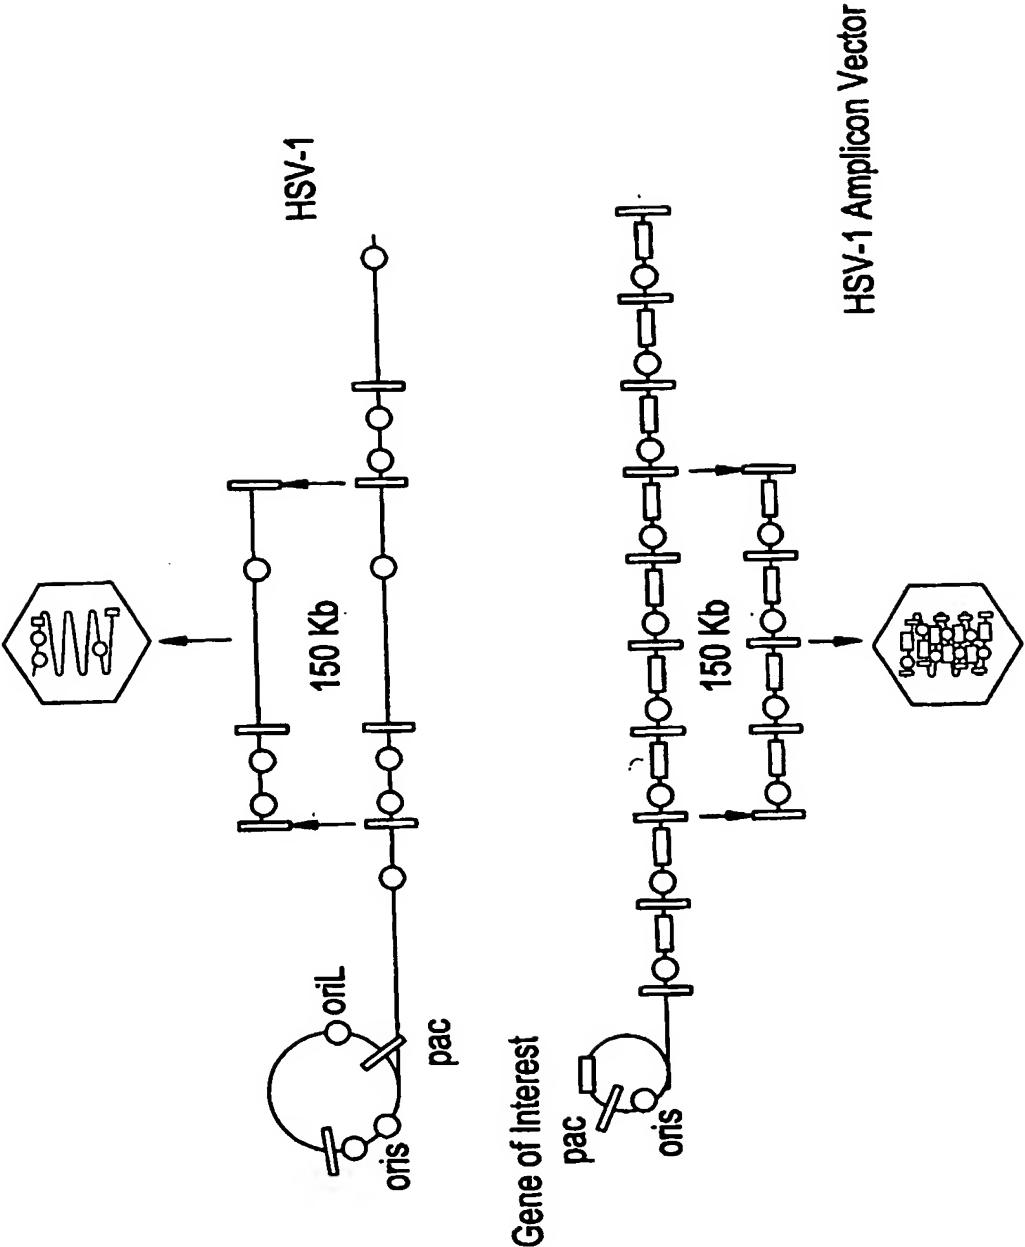 HSV-1
150 Kb
oriL
pac
oris
HSV-1 Amplicon Vector
150 Kb
Gene of Interest
pac
oris